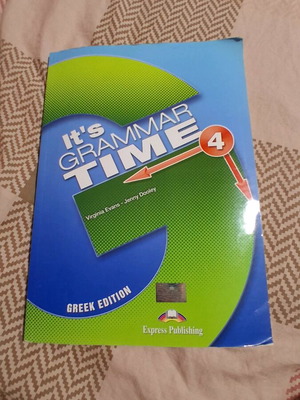 It's
GRAMMAR
TIME 4
Virginia Evans - Jenny Dooley
GREEK EDITION
Express Publishing